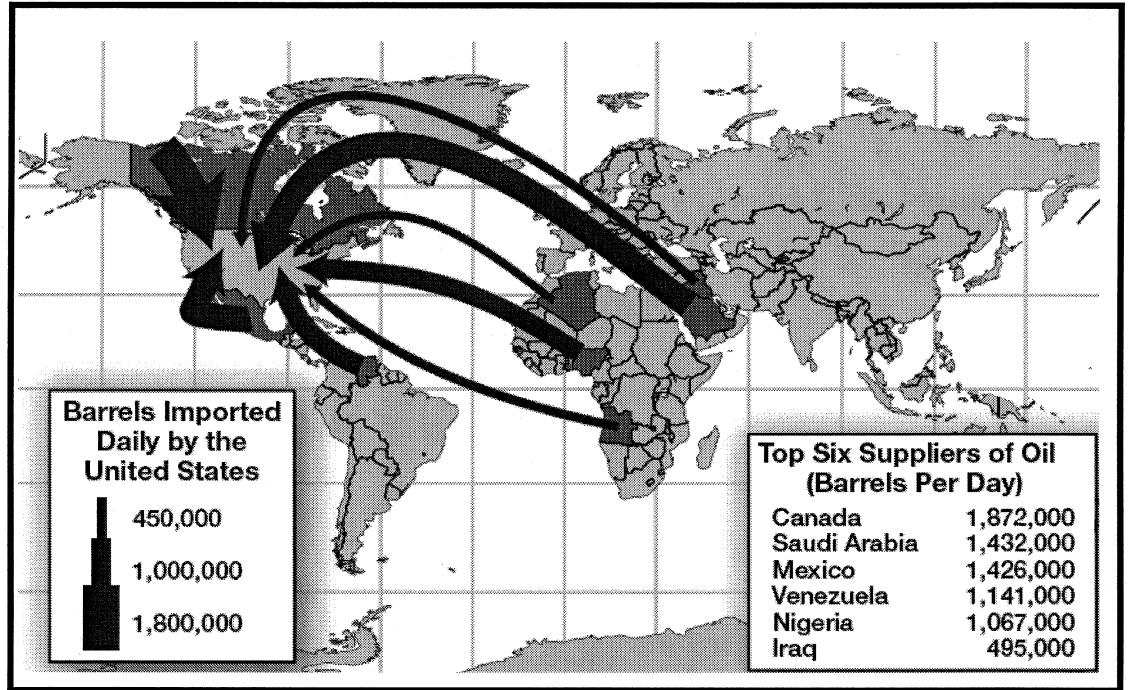 Barrels Imported
Daily by the
United States
450,000
1,000,000
1,800,000
Top Six Suppliers of Oil
(Barrels Per Day)
Canada 1,872,000
Saudi Arabia 1,432,000
Mexico 1,426,000
Venezuela 1,141,000
Nigeria 1,067,000
Iraq 495,000